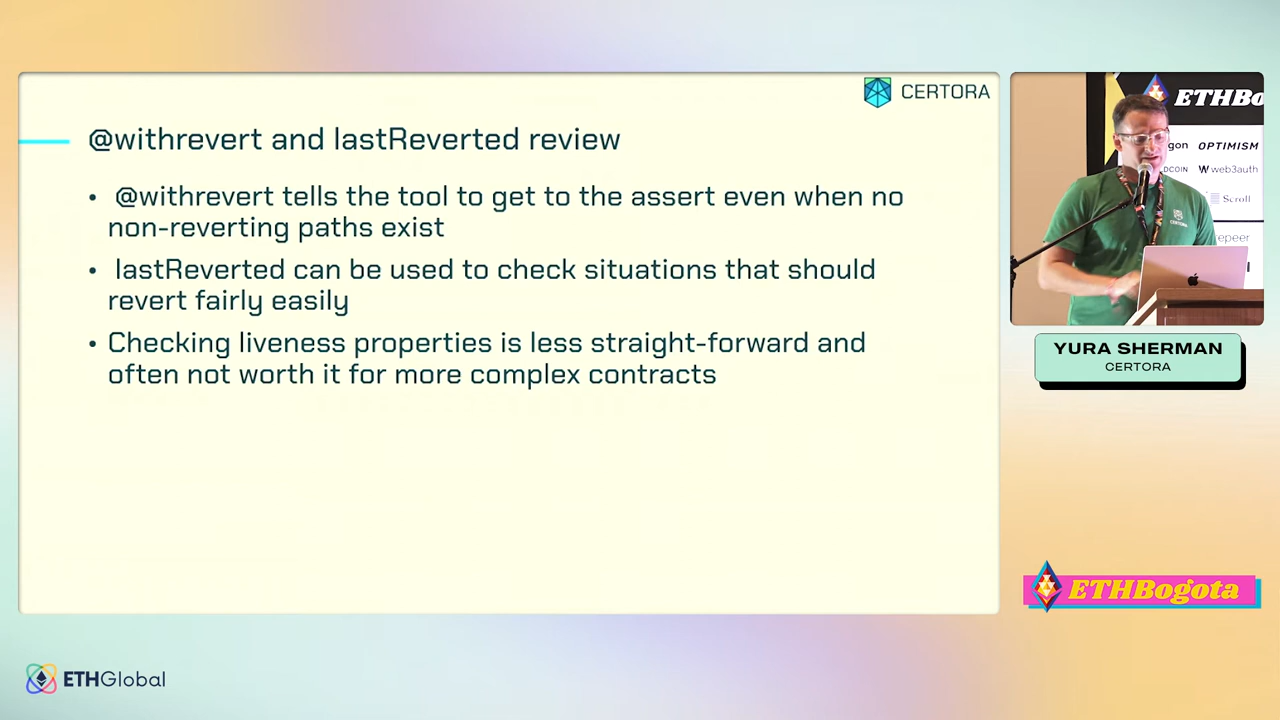 CERTORA
@withrevert and lastReverted review
• @withrevert tells the tool to get to the assert even when no
non-reverting paths exist
• lastReverted can be used to check situations that should
revert fairly easily
• Checking liveness properties is less straight-forward and
often not worth it for more complex contracts
ETHBo
gon OPTIMISM
DCOIN web3auth
Scroll
repeer
YURA SHERMAN
CERTORA
ETHBogota
ETHGlobal